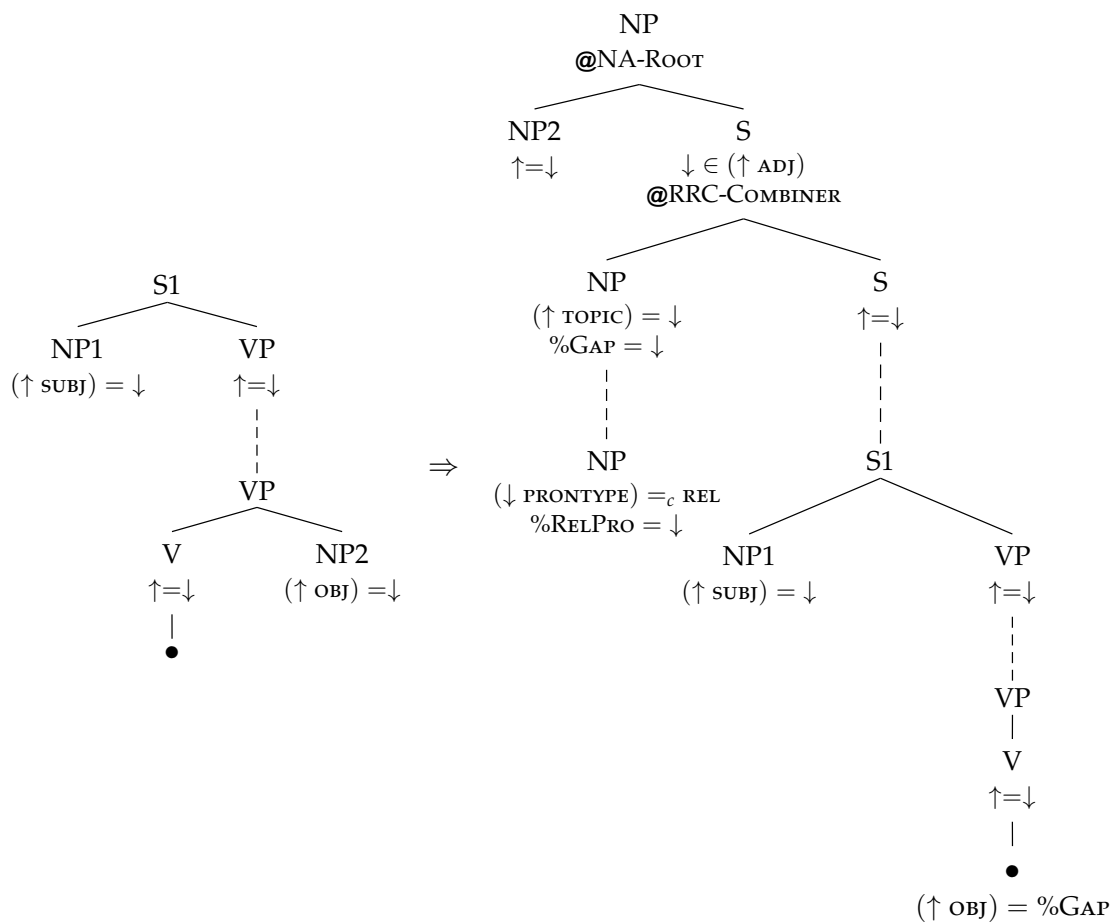 NP
@NA-ROOT
NP2 S
↑=↓ ↓ ∈ (↑ ADJ)
@RRC-COMBINER
S1 NP S
(↑ TOPIC) = ↓ ↑=↓
%GAP = ↓
NP1 VP
(↑ SUBJ) = ↓ ↑=↓
⇒ NP S1
VP (↓ PRONTYPE) =c REL
%RELPRO = ↓
V NP2 NP1 VP
↑=↓ (↑ OBJ) =↓ (↑ SUBJ) = ↓ ↑=↓
•
VP
V
↑=↓
•
(↑ OBJ) = %GAP